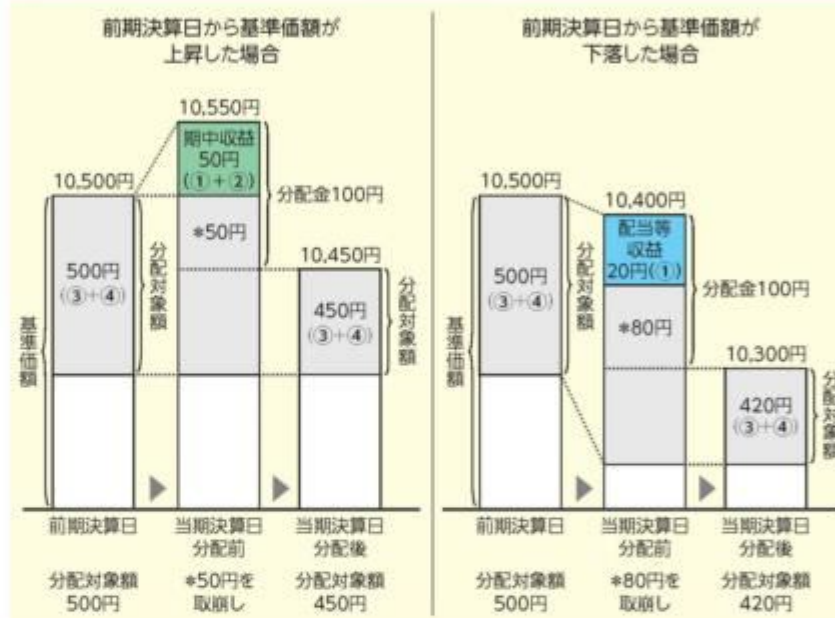 前期決算日から基準価額が
上昇した場合
10,550円
期中収益
50円
(①+②)
10,500円
分配金100円
*50円
10,450円
500円
(③+④)
分配対象額
450円
(③+④)
分配対象額
基準価額
前期決算日
当期決算日
分配前
当期決算日
分配後
分配対象額
500円
*50円を
取崩し
分配対象額
450円
前期決算日から基準価額が
下落した場合
10,500円
10,400円
配当等
収益
20円(①)
分配金100円
500円
(③+④)
分配対象額
*80円
10,300円
420円
(③+④)
分配対象額
基準価額
前期決算日
当期決算日
分配前
当期決算日
分配後
分配対象額
500円
*80円を
取崩し
分配対象額
420円